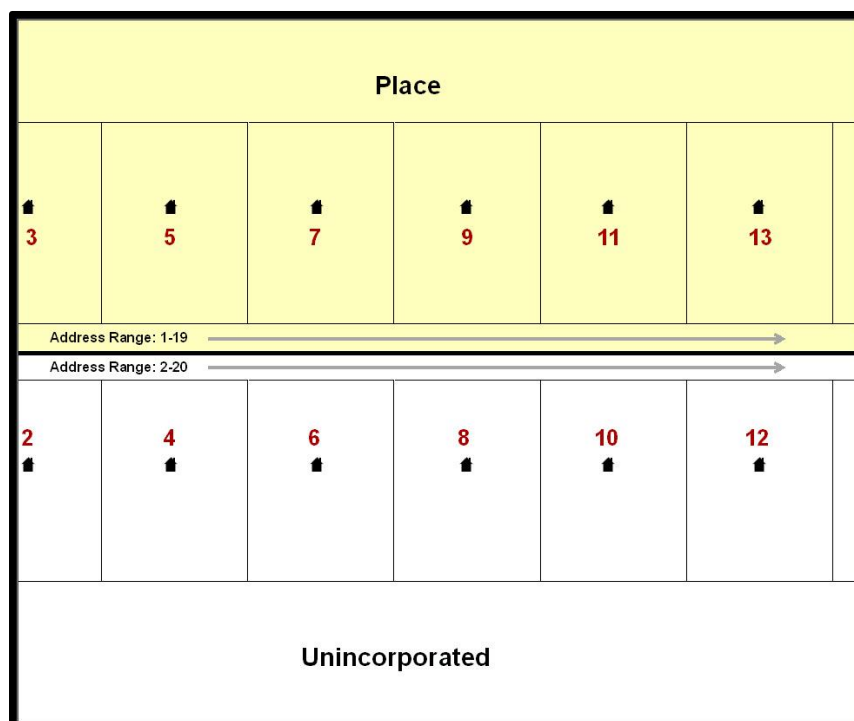 Place
3 5 7 9 11 13
Address Range: 1-19
Address Range: 2-20
2 4 6 8 10 12
Unincorporated